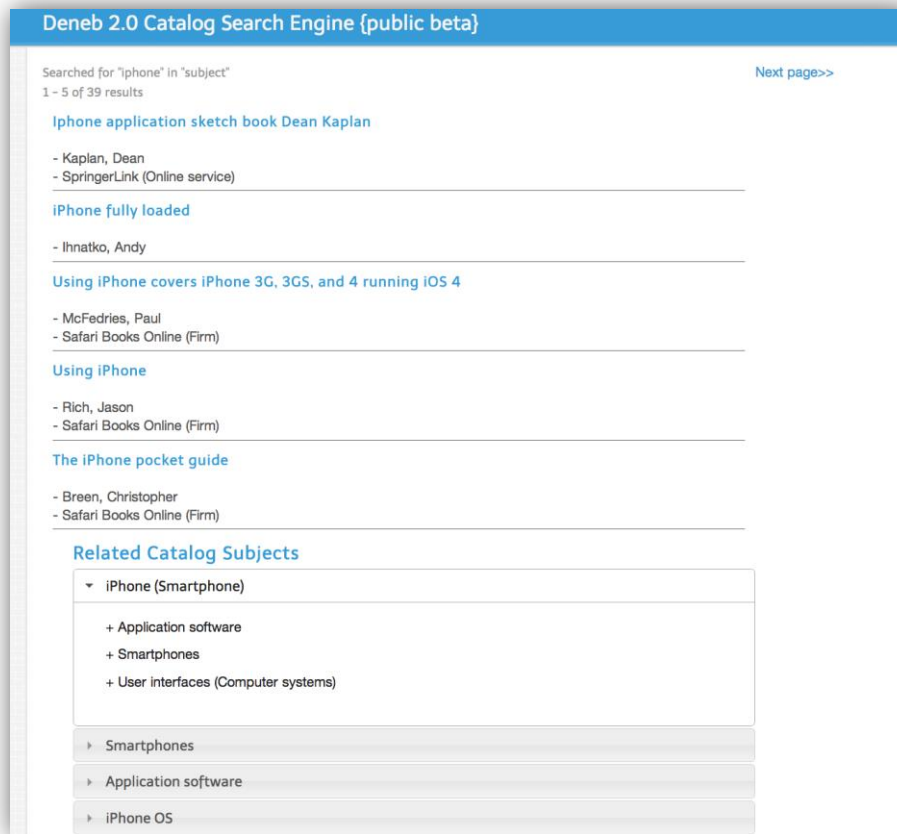 Deneb 2.0 Catalog Search Engine {public beta}
Searched for "iphone" in "subject"
Next page>>
1 - 5 of 39 results
Iphone application sketch book Dean Kaplan
- Kaplan, Dean
- SpringerLink (Online service)
iPhone fully loaded
- Ihnatko, Andy
Using iPhone covers iPhone 3G, 3GS, and 4 running iOS 4
- McFedries, Paul
- Safari Books Online (Firm)
Using iPhone
- Rich, Jason
- Safari Books Online (Firm)
The iPhone pocket guide
- Breen, Christopher
- Safari Books Online (Firm)
Related Catalog Subjects
iPhone (Smartphone)
+ Application software
+ Smartphones
+ User interfaces (Computer systems)
Smartphones
Application software
iPhone OS